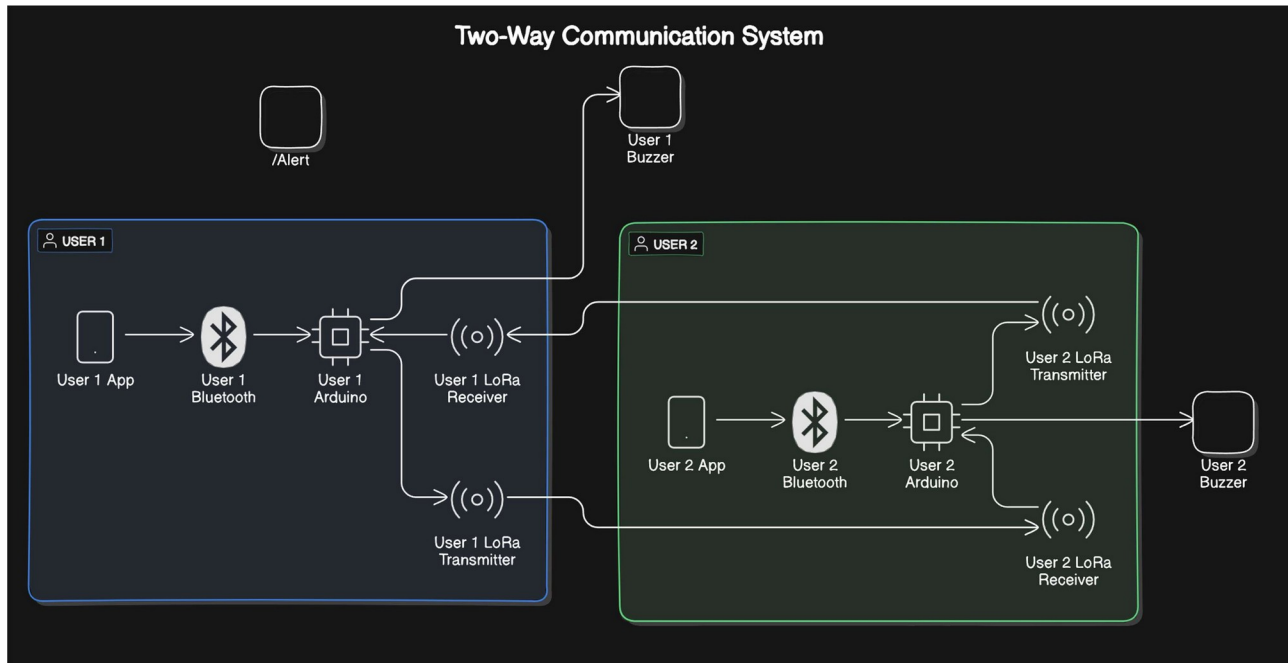 Two-Way Communication System
/Alert
User 1
Buzzer
USER 1
User 1 App
User 1
Bluetooth
User 1
Arduino
User 1 LoRa
Receiver
User 1 LoRa
Transmitter
USER 2
User 2 App
User 2
Bluetooth
User 2
Arduino
User 2 LoRa
Transmitter
User 2 LoRa
Receiver
User 2
Buzzer